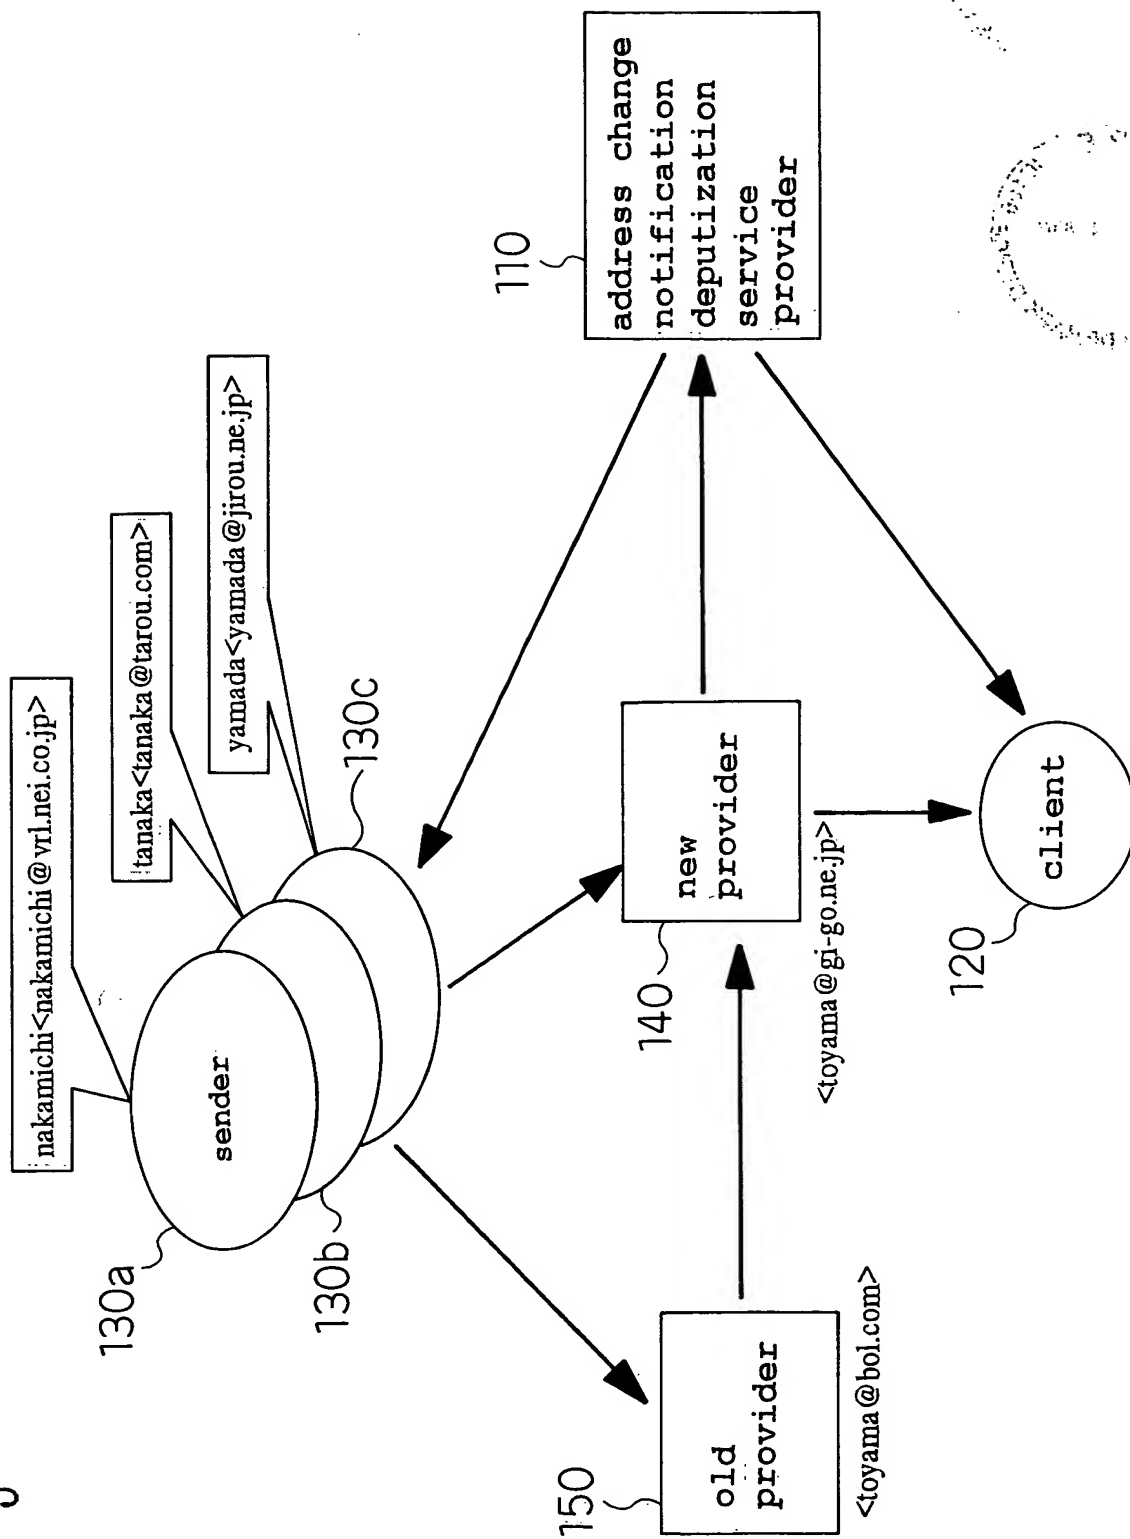 nakamichi<nakamichi@vrl.nei.co.jp>
tanaka<tanaka@tarou.com>
yamada<yamada@jirou.ne.jp>
130a
sender
130b
130c
110
address change
notification
deputization
service
provider
150
old
provider
<toyama@bol.com>
140
new
provider
<toyama@gi-go.ne.jp>
120
client